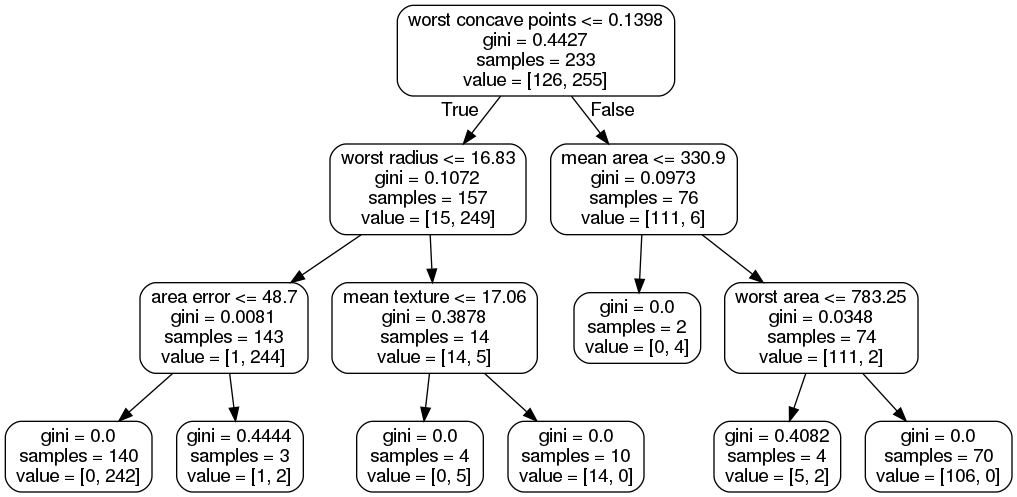 worst concave points <= 0.1398
gini = 0.4427
samples = 233
value = [126, 255]
True
False
worst radius <= 16.83
gini = 0.1072
samples = 157
value = [15, 249]
mean area <= 330.9
gini = 0.0973
samples = 76
value = [111, 6]
area error <= 48.7
gini = 0.0081
samples = 143
value = [1, 244]
mean texture <= 17.06
gini = 0.3878
samples = 14
value = [14, 5]
gini = 0.0
samples = 2
value = [0, 4]
worst area <= 783.25
gini = 0.0348
samples = 74
value = [111, 2]
gini = 0.0
samples = 140
value = [0, 242]
gini = 0.4444
samples = 3
value = [1, 2]
gini = 0.0
samples = 4
value = [0, 5]
gini = 0.0
samples = 10
value = [14, 0]
gini = 0.4082
samples = 4
value = [5, 2]
gini = 0.0
samples = 70
value = [106, 0]